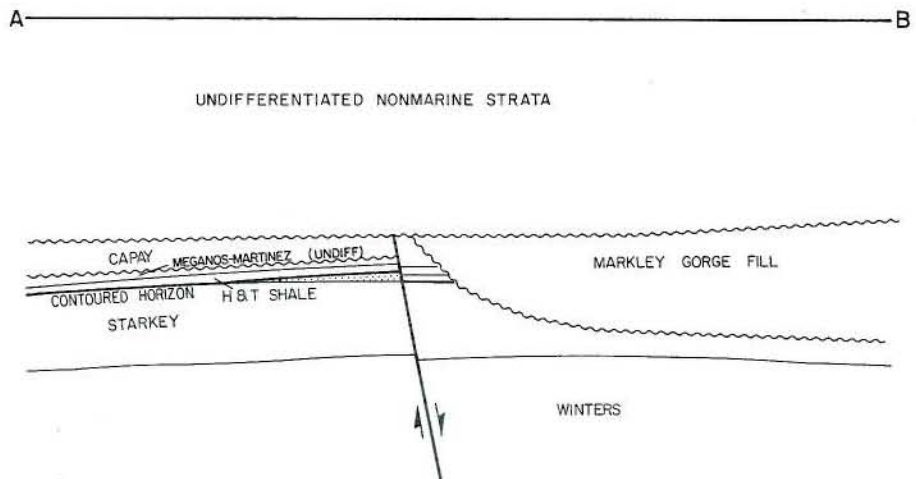 A B
UNDIFFERENTIATED NONMARINE STRATA
CAPAY
MEGANOS-MARTINEZ (UNDIFF)
MARKLEY GORGE FILL
CONTOURED HORIZON
H&T SHALE
STARKEY
WINTERS